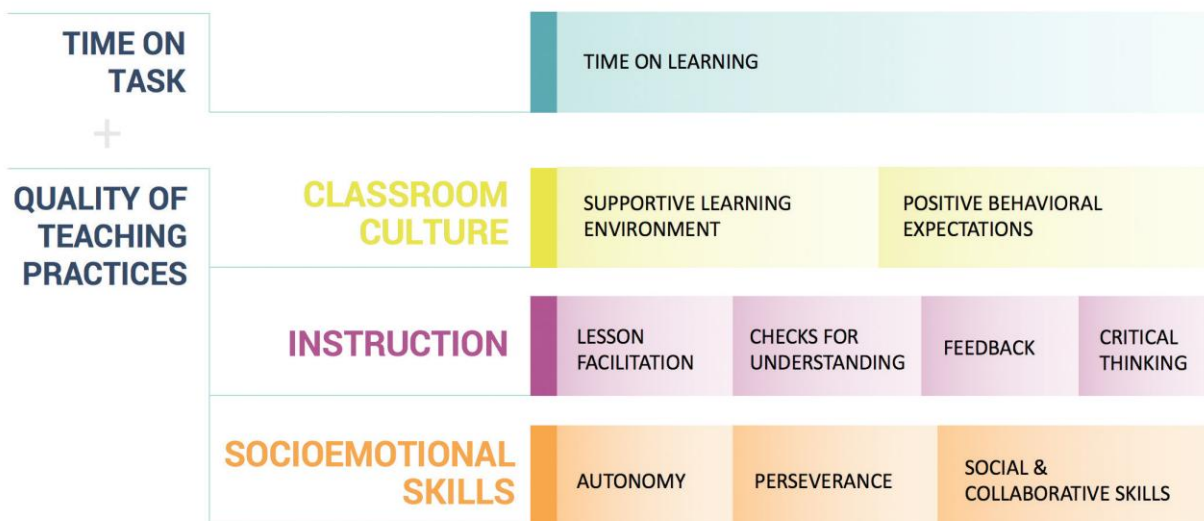 TIME ON
TASK
TIME ON LEARNING
+
QUALITY OF
TEACHING
PRACTICES
CLASSROOM
CULTURE
SUPPORTIVE LEARNING
ENVIRONMENT
POSITIVE BEHAVIORAL
EXPECTATIONS
INSTRUCTION
LESSON
FACILITATION
CHECKS FOR
UNDERSTANDING
FEEDBACK
CRITICAL
THINKING
SOCIOEMOTIONAL
SKILLS
AUTONOMY
PERSEVERANCE
SOCIAL &
COLLABORATIVE SKILLS